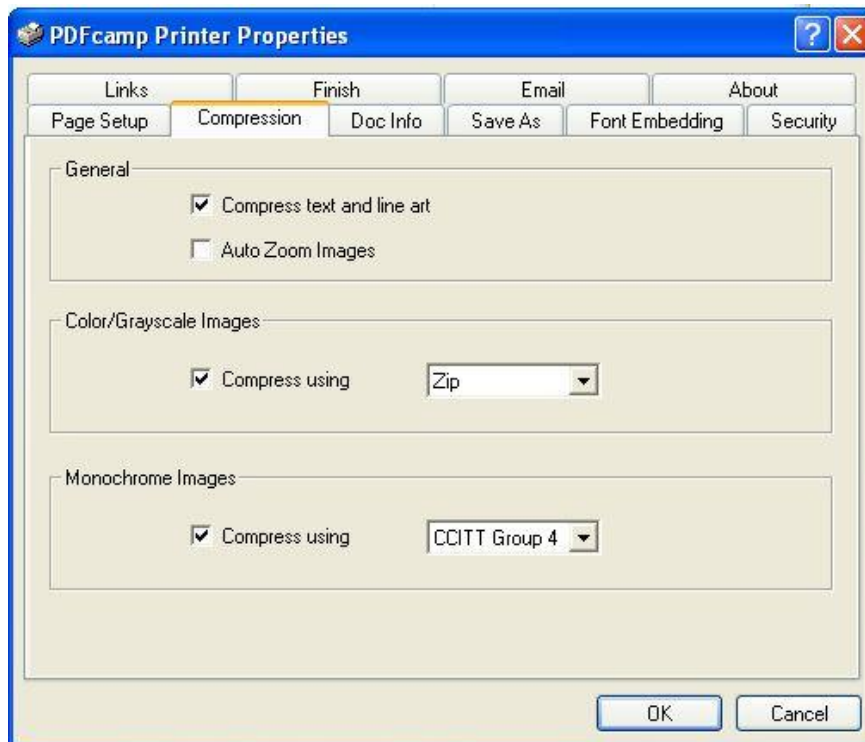 PDFcamp Printer Properties
Links Finish Email About
Page Setup Compression Doc Info Save As Font Embedding Security
General
Compress text and line art
Auto Zoom Images
Color/Grayscale Images
Compress using Zip
Monochrome Images
Compress using CCITT Group 4
OK Cancel